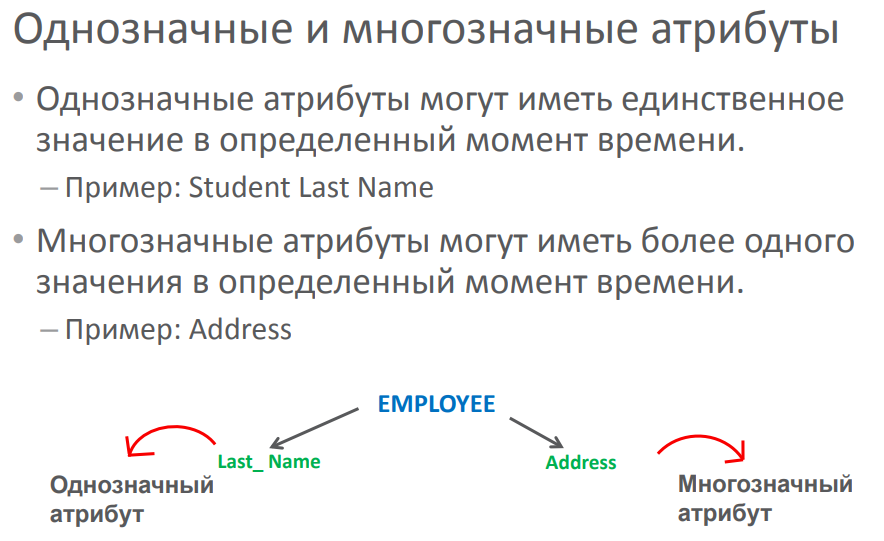 Однозначные и многозначные атрибуты
• Однозначные атрибуты могут иметь единственное
значение в определенный момент времени.
– Пример: Student Last Name
• Многозначные атрибуты могут иметь более одного
значения в определенный момент времени.
– Пример: Address
EMPLOYEE
Last_ Name
Address
Однозначный
атрибут
Многозначный
атрибут